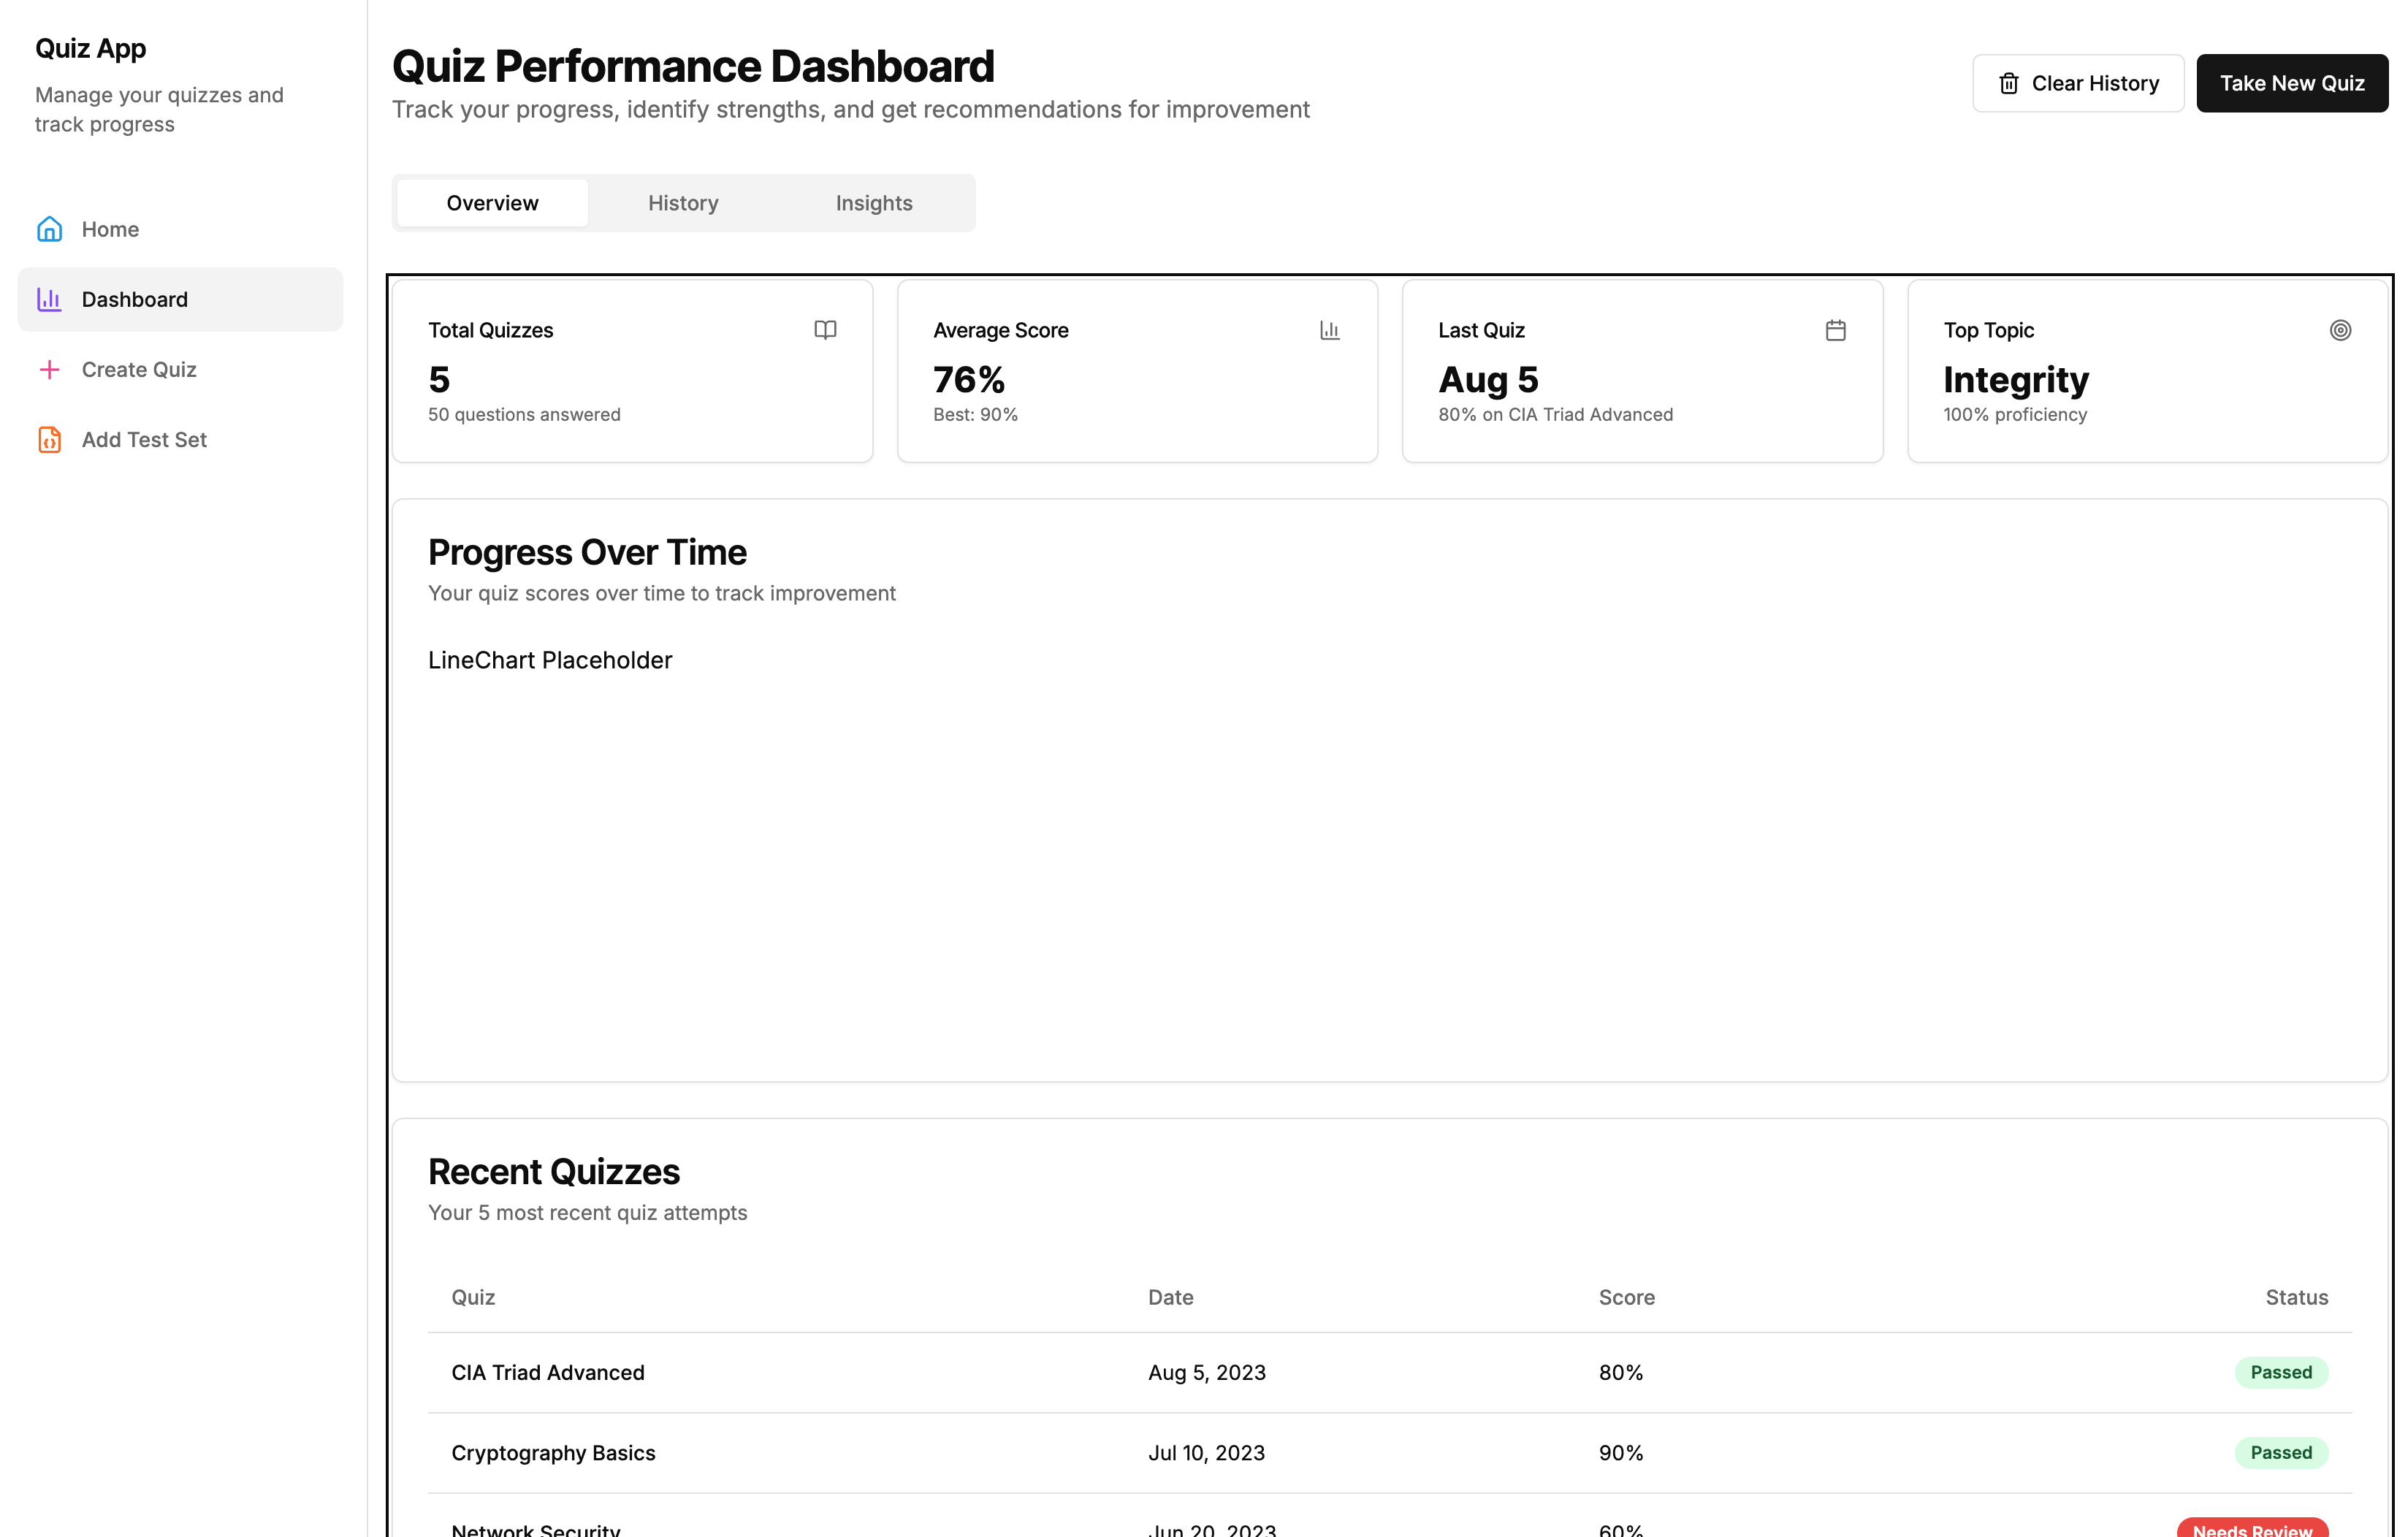 Quiz App
Manage your quizzes and
track progress
Home
Dashboard
Create Quiz
Add Test Set
Quiz Performance Dashboard
Track your progress, identify strengths, and get recommendations for improvement
Clear History
Take New Quiz
Overview History Insights
Total Quizzes
5
50 questions answered
Average Score
76%
Best: 90%
Last Quiz
Aug 5
80% on CIA Triad Advanced
Top Topic
Integrity
100% proficiency
Progress Over Time
Your quiz scores over time to track improvement
LineChart Placeholder
Recent Quizzes
Your 5 most recent quiz attempts
Quiz Date Score Status
CIA Triad Advanced Aug 5, 2023 80% Passed
Cryptography Basics Jul 10, 2023 90% Passed
Network Security Jun 20, 2023 60% Needs Review